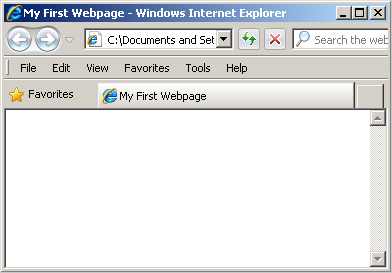 My First Webpage - Windows Internet Explorer
C:\Documents and Set
Search the web
File Edit View Favorites Tools Help
Favorites
My First Webpage